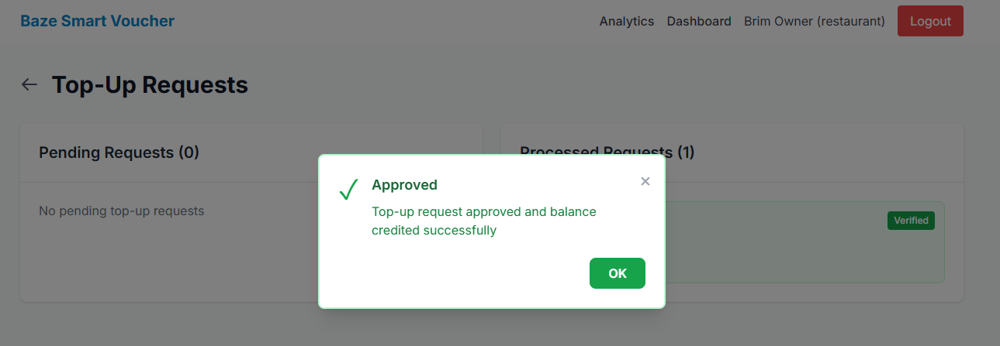 Baze Smart Voucher
Analytics Dashboard Brim Owner (restaurant) Logout
Top-Up Requests
Pending Requests (0)
No pending top-up requests
Processed Requests (1)
Verified
Approved
Top-up request approved and balance
credited successfully
OK